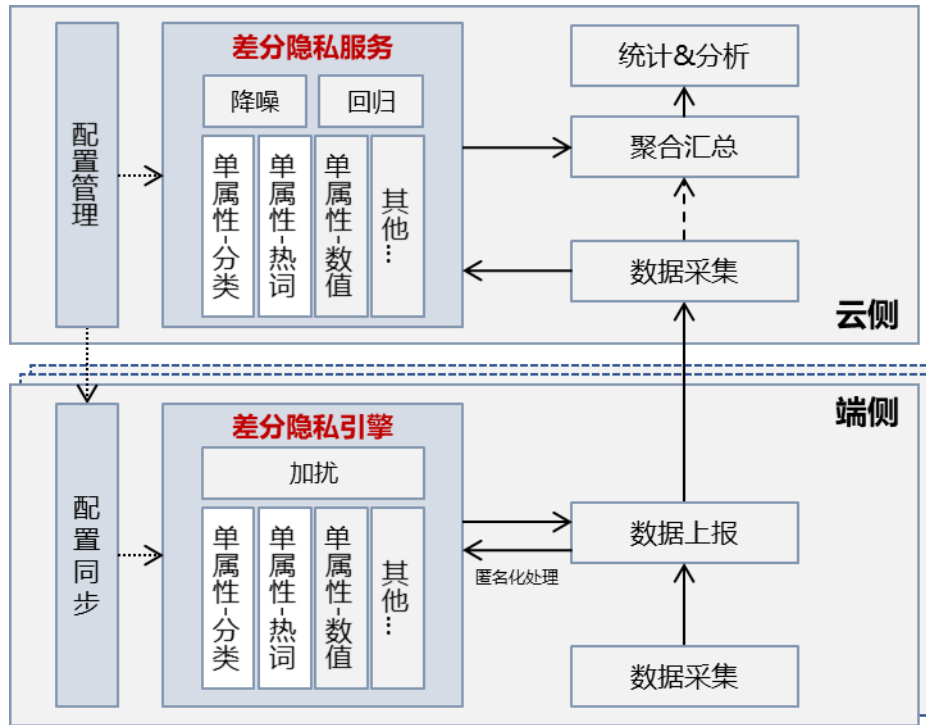 配置管理
差分隐私服务
降噪
回归
单属性-分类
单属性-热词
单属性-数值
其他...
统计&分析
聚合汇总
数据采集
云侧
配置同步
差分隐私引擎
加扰
单属性-分类
单属性-热词
单属性-数值
其他...
端侧
数据上报
匿名化处理
数据采集